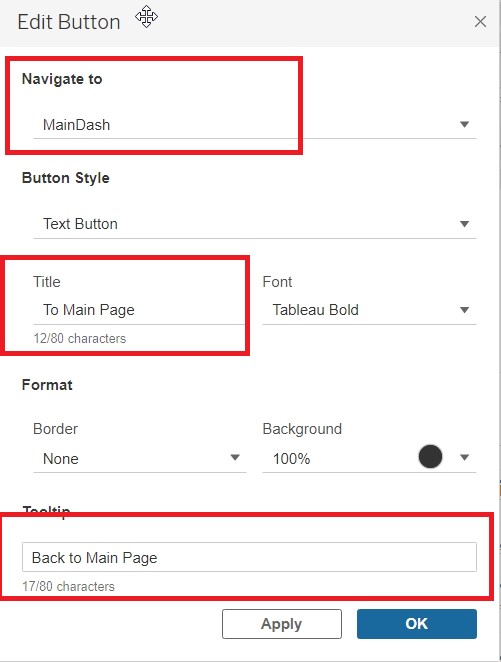 Edit Button
Navigate to
MainDash
Button Style
Text Button
Title Font
To Main Page Tableau Bold
12/80 characters
Format
Border Background
None 100%
Tooltip
Back to Main Page
17/80 characters
Apply OK